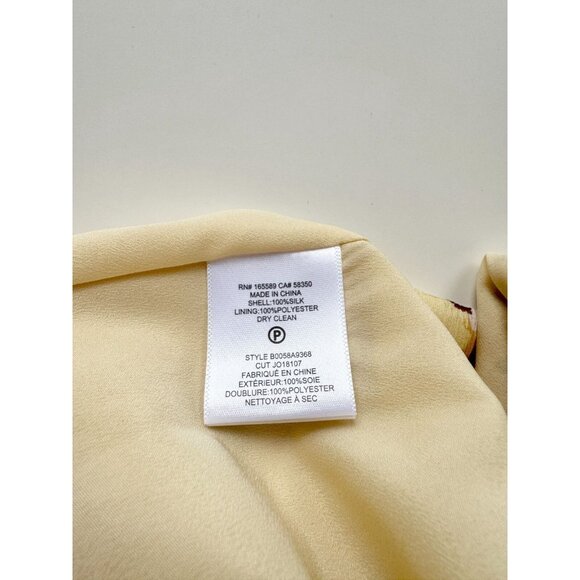 RN# 165589 CA# 58350
MADE IN CHINA
SHELL:100%SILK
LINING:100%POLYESTER
DRY CLEAN
P
STYLE B0058A9368
CUT JO18107
FABRIQUÉ EN CHINE
EXTÉRIEUR:100%SOIE
DOUBLURE:100%POLYESTER
NETTOYAGE À SEC